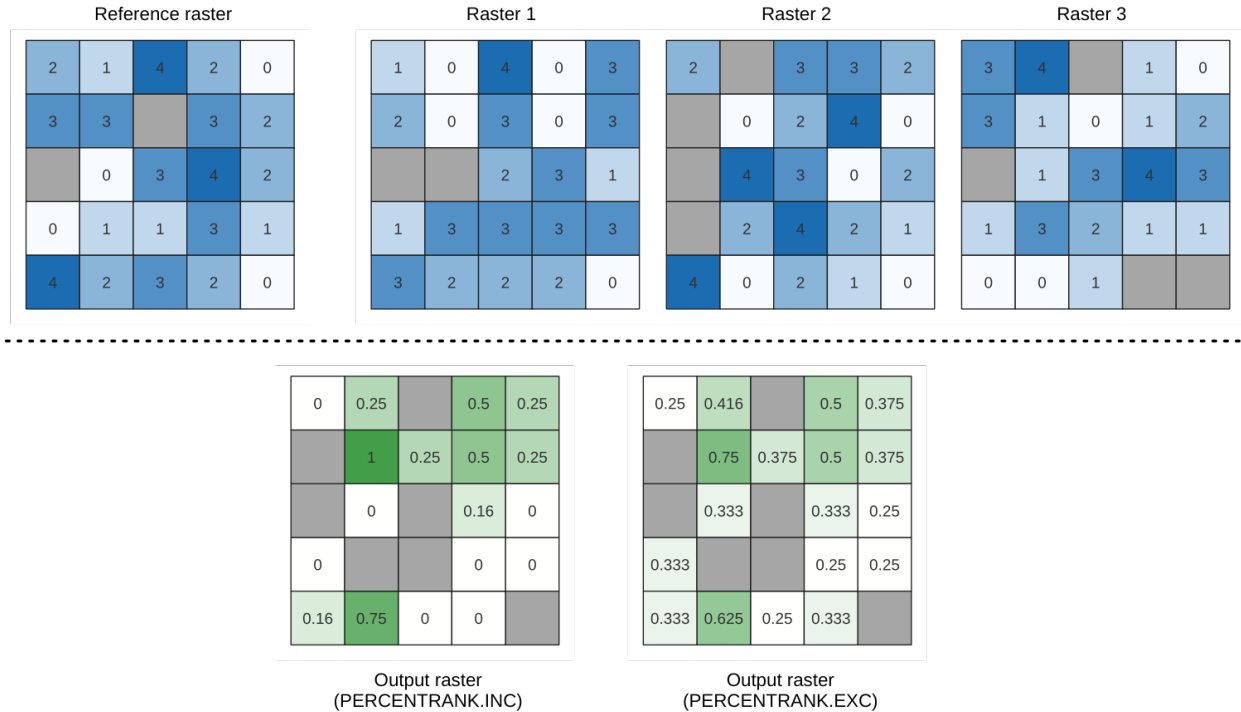 Reference raster Raster 1 Raster 2 Raster 3
2 1 4 2 0 1 0 4 0 3 2 3 3 2 3 4 1 0
3 3 3 2 2 0 3 0 3 0 2 4 0 3 1 0 1 2
0 3 4 2 2 3 1 4 3 0 2 1 3 4 3
0 1 1 3 1 1 3 3 3 3 2 4 2 1 1 3 2 1 1
4 2 3 2 0 3 2 2 2 0 4 0 2 1 0 0 0 1
0 0.25 0.5 0.25 0.25 0.416 0.5 0.375
1 0.25 0.5 0.25 0.75 0.375 0.5 0.375
0 0.16 0 0.333 0.333 0.25
0 0 0 0.333 0.25 0.25
0.16 0.75 0 0 0.333 0.625 0.25 0.333
Output raster Output raster
(PERCENTRANK.INC) (PERCENTRANK.EXC)